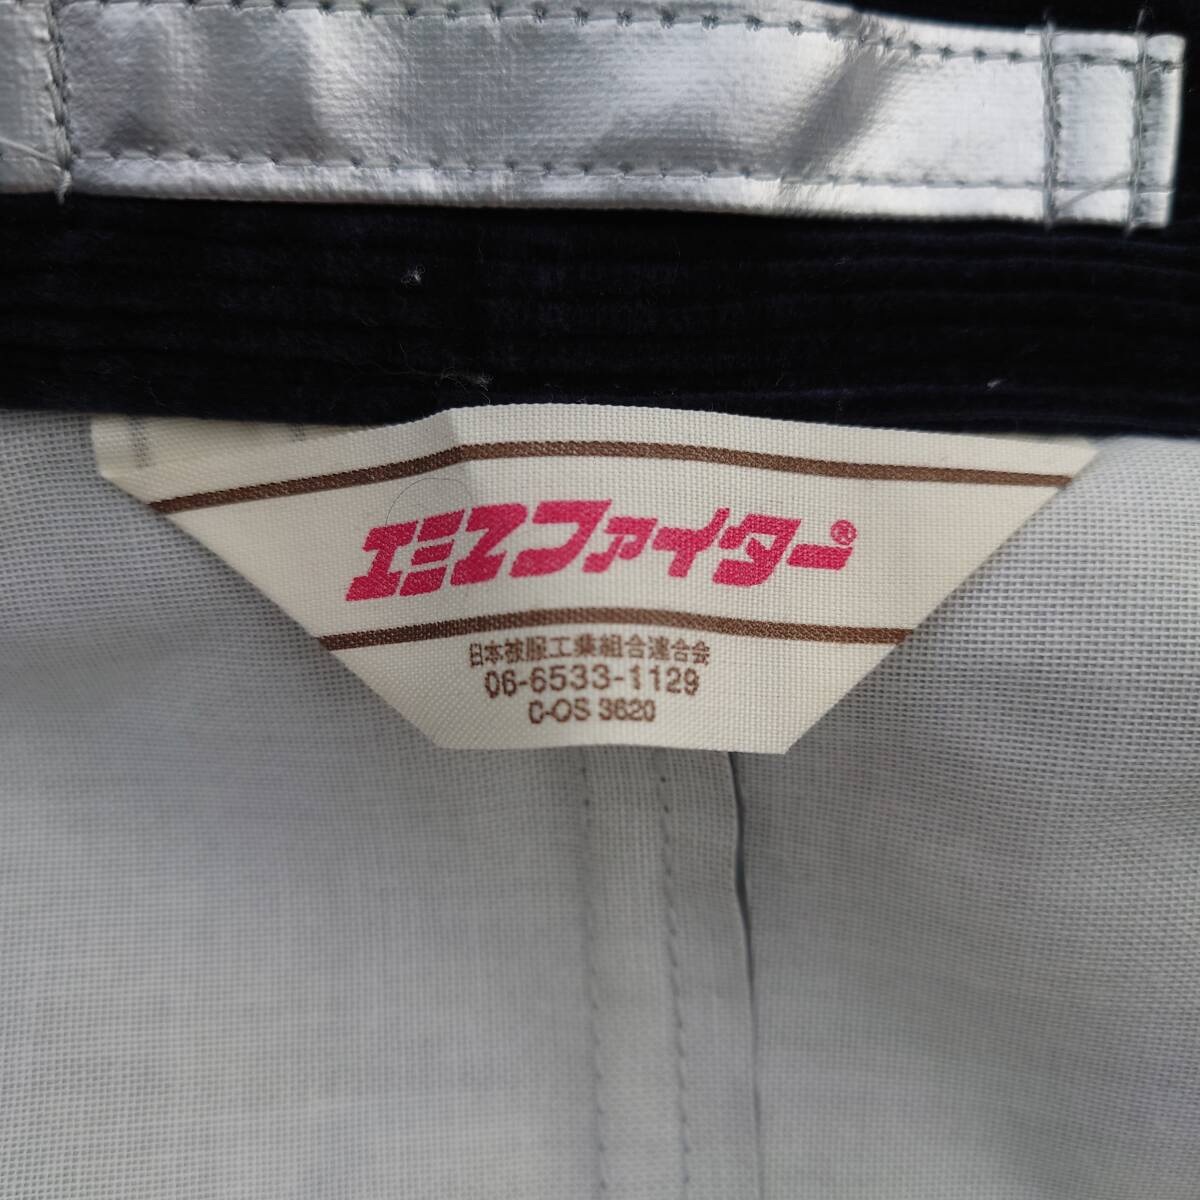 エミZファイター®
日本被服工業組合連合会
06-6533-1129
C-OS 3620